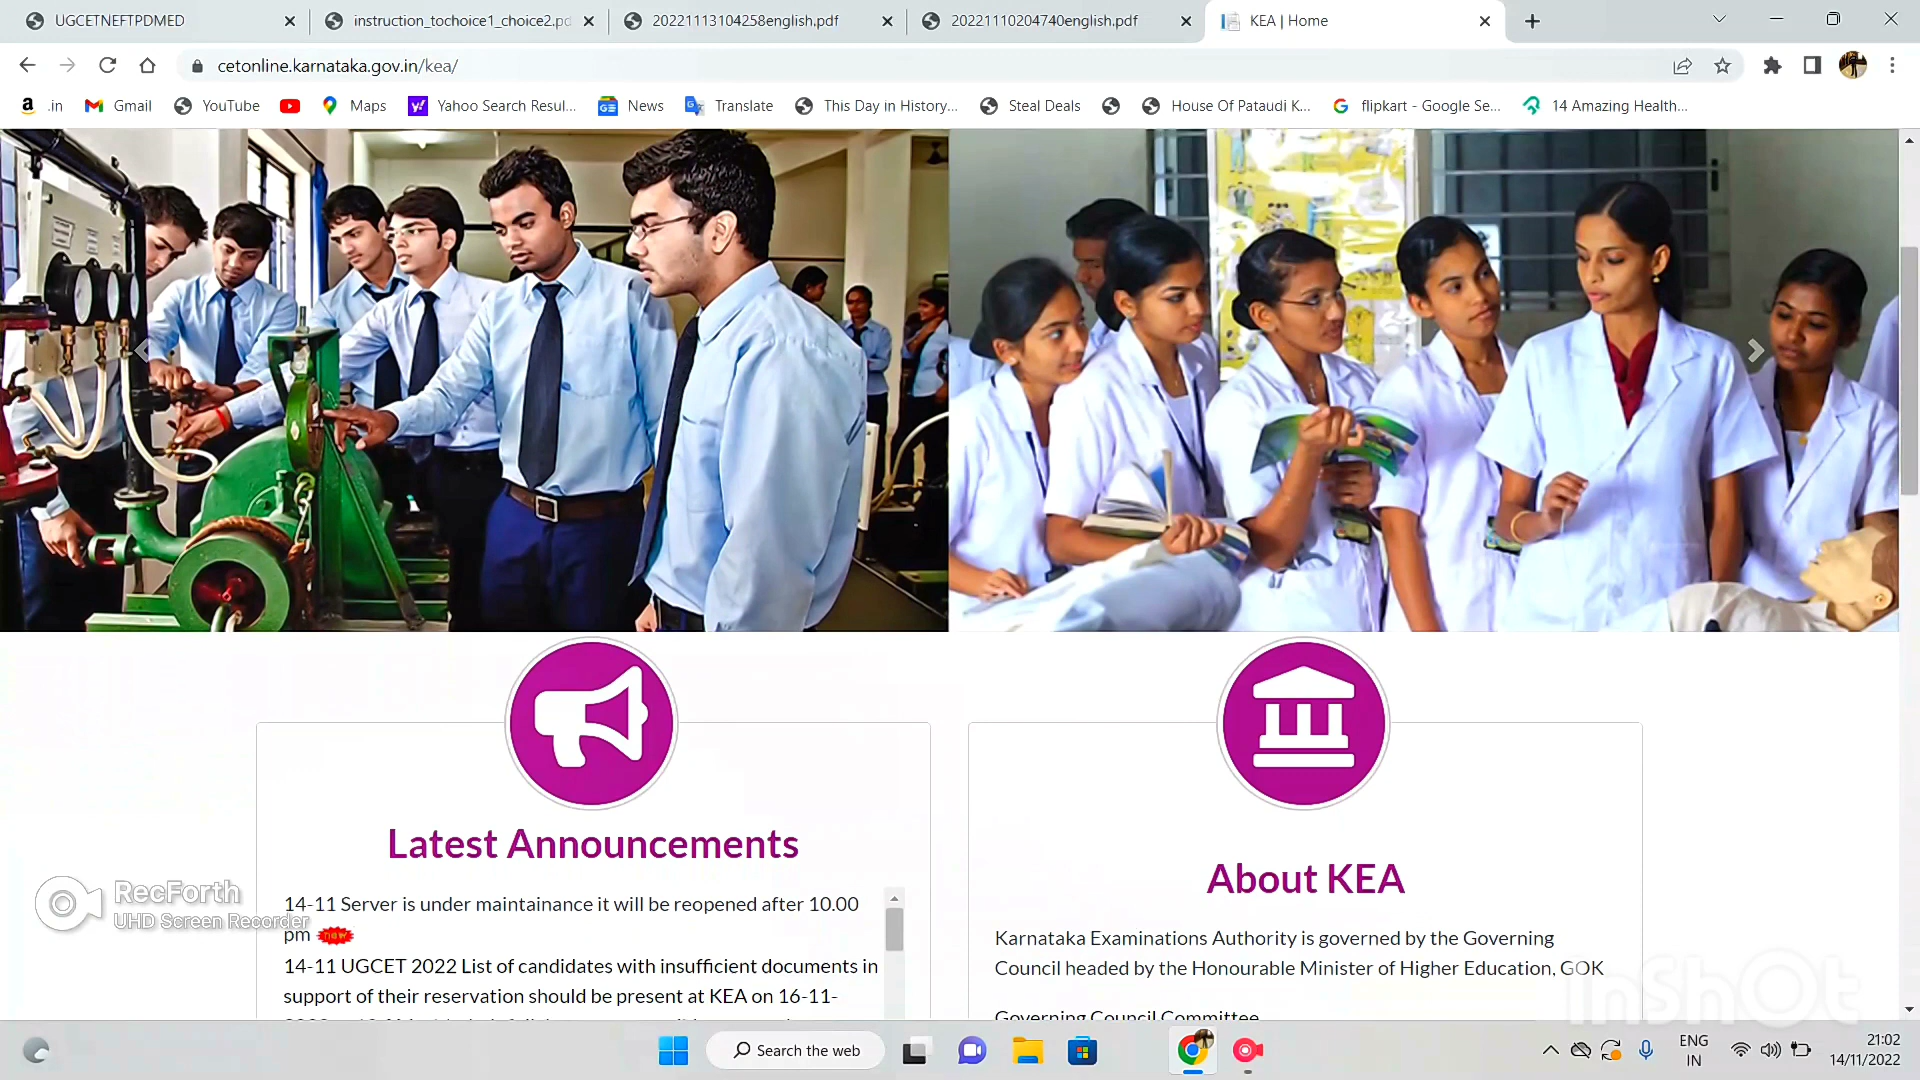 UGCETNEFTPDMED
instruction_tochoice1_choice2.pd
20221113104258english.pdf
20221110204740english.pdf
KEA | Home
cetonline.karnataka.gov.in/kea/
.in
Gmail
YouTube
Maps
Yahoo Search Resul...
News
Translate
This Day in History...
Steal Deals
House Of Pataudi K...
flipkart - Google Se...
14 Amazing Health...
Latest Announcements
14-11 Server is under maintainance it will be reopened after 10.00
pm new
14-11 UGCET 2022 List of candidates with insufficient documents in
support of their reservation should be present at KEA on 16-11-
About KEA
Karnataka Examinations Authority is governed by the Governing
Council headed by the Honourable Minister of Higher Education, GOK
Governing Council Committee
RecForth
UHD Screen Recorder
InShOt
Search the web
ENG
IN
21:02
14/11/2022